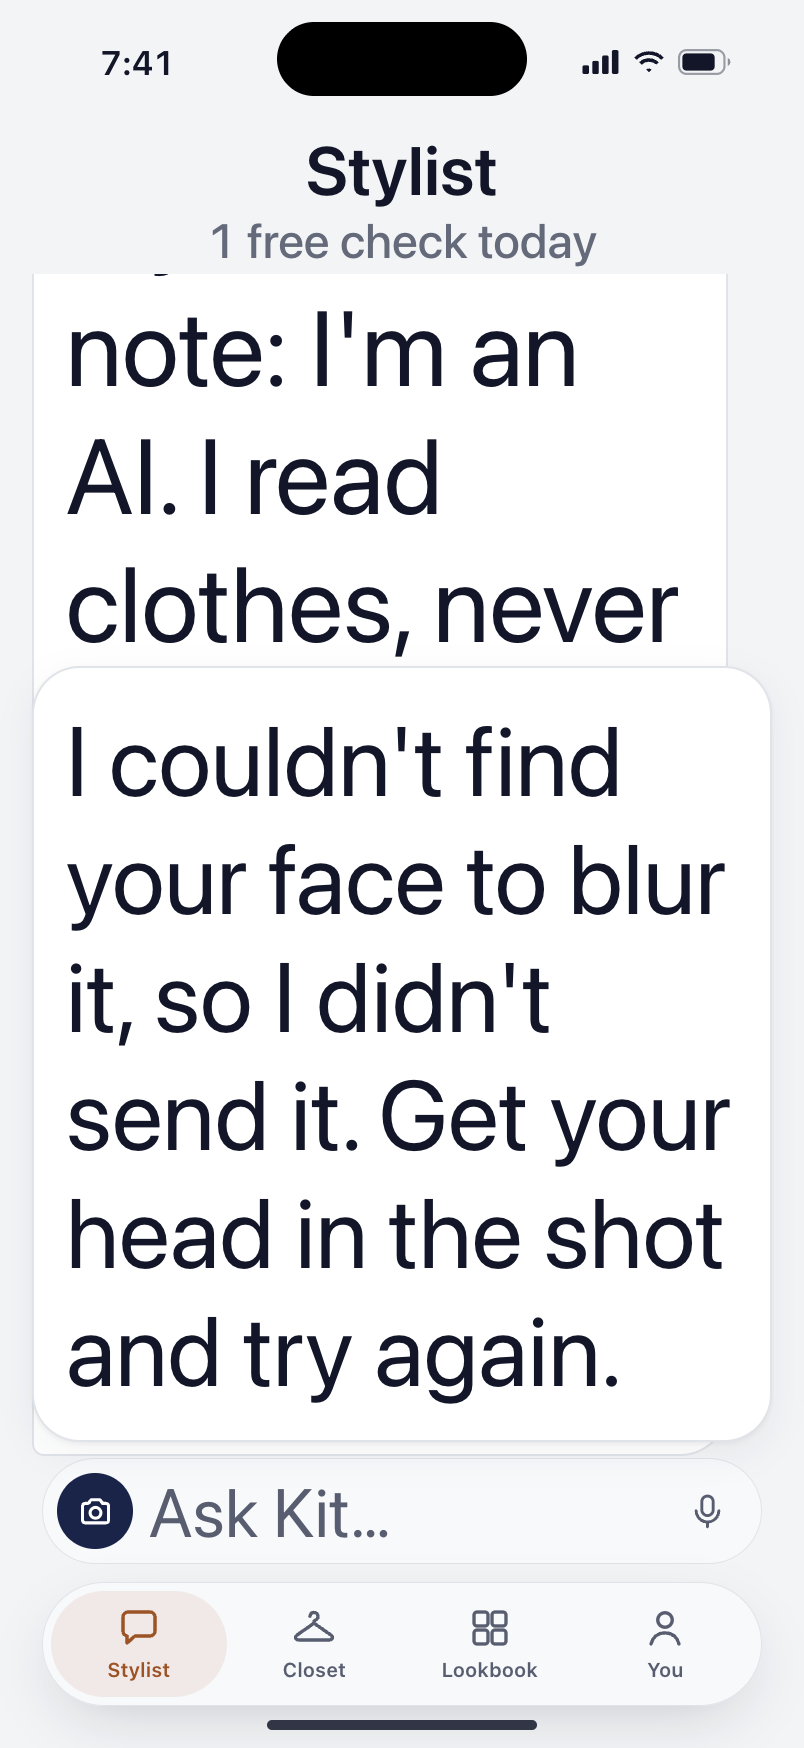 7:41
Stylist
1 free check today
note: I'm an
AI. I read
clothes, never
I couldn't find
your face to blur
it, so I didn't
send it. Get your
head in the shot
and try again.
Ask Kit...
Stylist
Closet
Lookbook
You